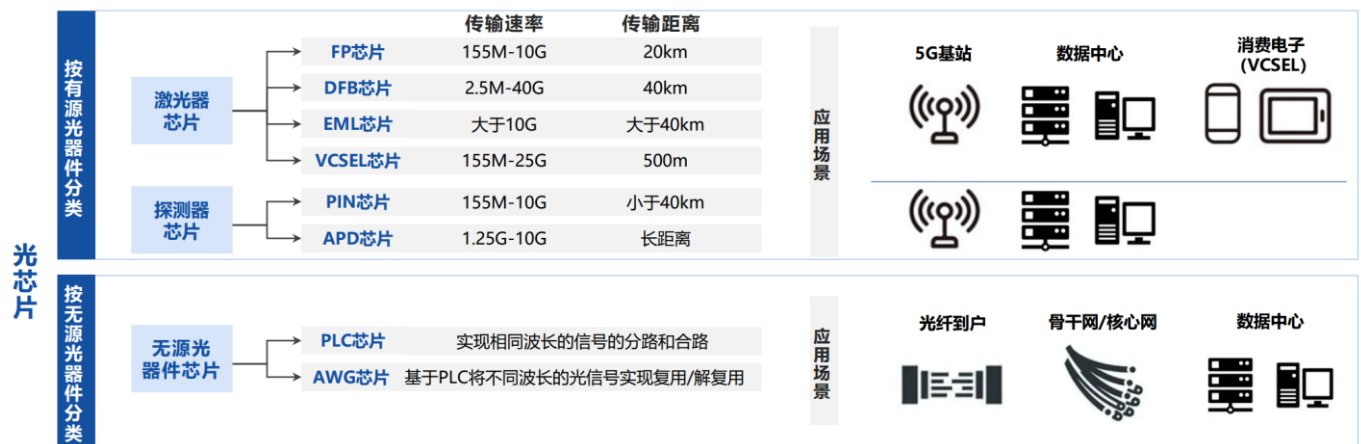 光芯片
按有源光器件分类
传输速率 传输距离
激光器
芯片
FP芯片 155M-10G 20km
DFB芯片 2.5M-40G 40km
EML芯片 大于10G 大于40km
VCSEL芯片 155M-25G 500m
探测器
芯片
PIN芯片 155M-10G 小于40km
APD芯片 1.25G-10G 长距离
应用场景
5G基站 数据中心 消费电子
(VCSEL)
按无源光器件分类
无源光
器件芯片
PLC芯片 实现相同波长的信号的分路和合路
AWG芯片 基于PLC将不同波长的光信号实现复用/解复用
应用场景
光纤到户 骨干网/核心网 数据中心